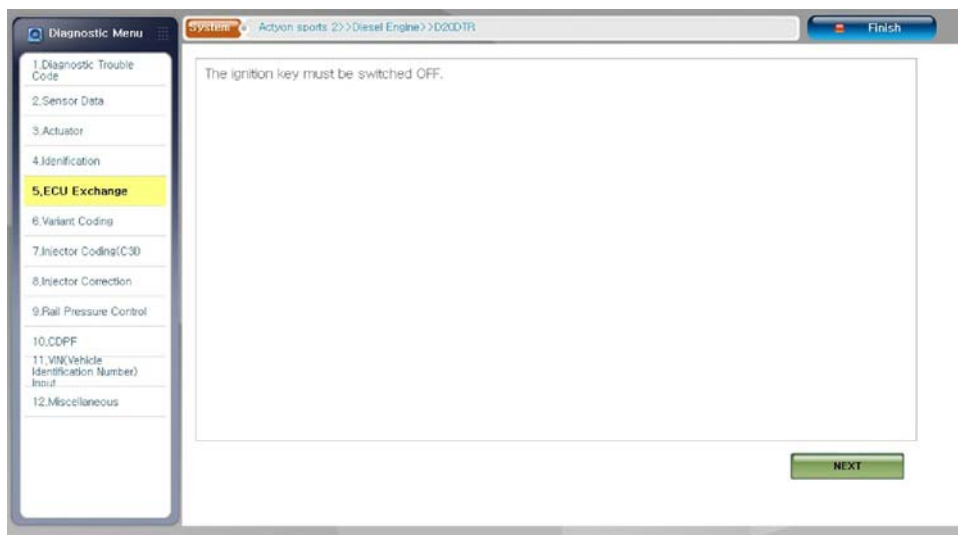 Diagnostic Menu
System
Actyon sports 2>>Diesel Engine>>D20DTR
Finish
1.Diagnostic Trouble
Code
2.Sensor Data
3.Actuator
4.Idenification
5.ECU Exchange
6.Variant Coding
7.Injector Coding(C3I)
8.Injector Correction
9.Rail Pressure Control
10.CDPF
11.VIN(Vehicle
Identification Number)
Input
12.Miscellaneous
The ignition key must be switched OFF.
NEXT